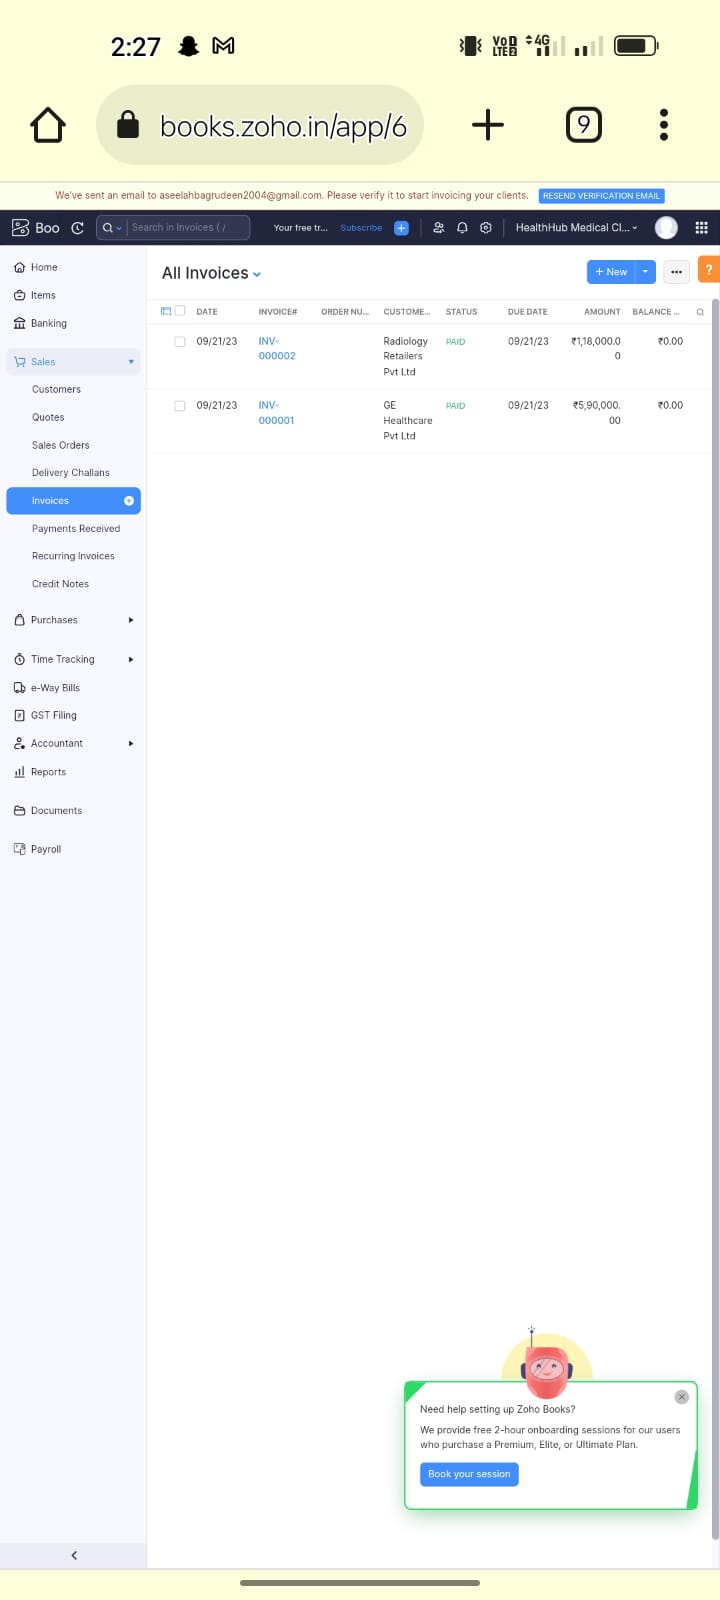 2:27
VoD LTE2 4G
books.zoho.in/app/6
9
We've sent an email to aseelahbagrudeen2004@gmail.com. Please verify it to start invoicing your clients. RESEND VERIFICATION EMAIL
Boo Search in Invoices ( / Your free tr... Subscribe HealthHub Medical Cl...
Home
Items
Banking
Sales
Customers
Quotes
Sales Orders
Delivery Challans
Invoices
Payments Received
Recurring Invoices
Credit Notes
Purchases
Time Tracking
e-Way Bills
GST Filing
Accountant
Reports
Documents
Payroll
All Invoices
+ New
?
DATE INVOICE# ORDER NU... CUSTOME... STATUS DUE DATE AMOUNT BALANCE ...
09/21/23 INV- Radiology PAID 09/21/23 ₹1,18,000.0 ₹0.00
000002 Retailers 0
Pvt Ltd
09/21/23 INV- GE PAID 09/21/23 ₹5,90,000. ₹0.00
000001 Healthcare 00
Pvt Ltd
Need help setting up Zoho Books?
We provide free 2-hour onboarding sessions for our users
who purchase a Premium, Elite, or Ultimate Plan.
Book your session